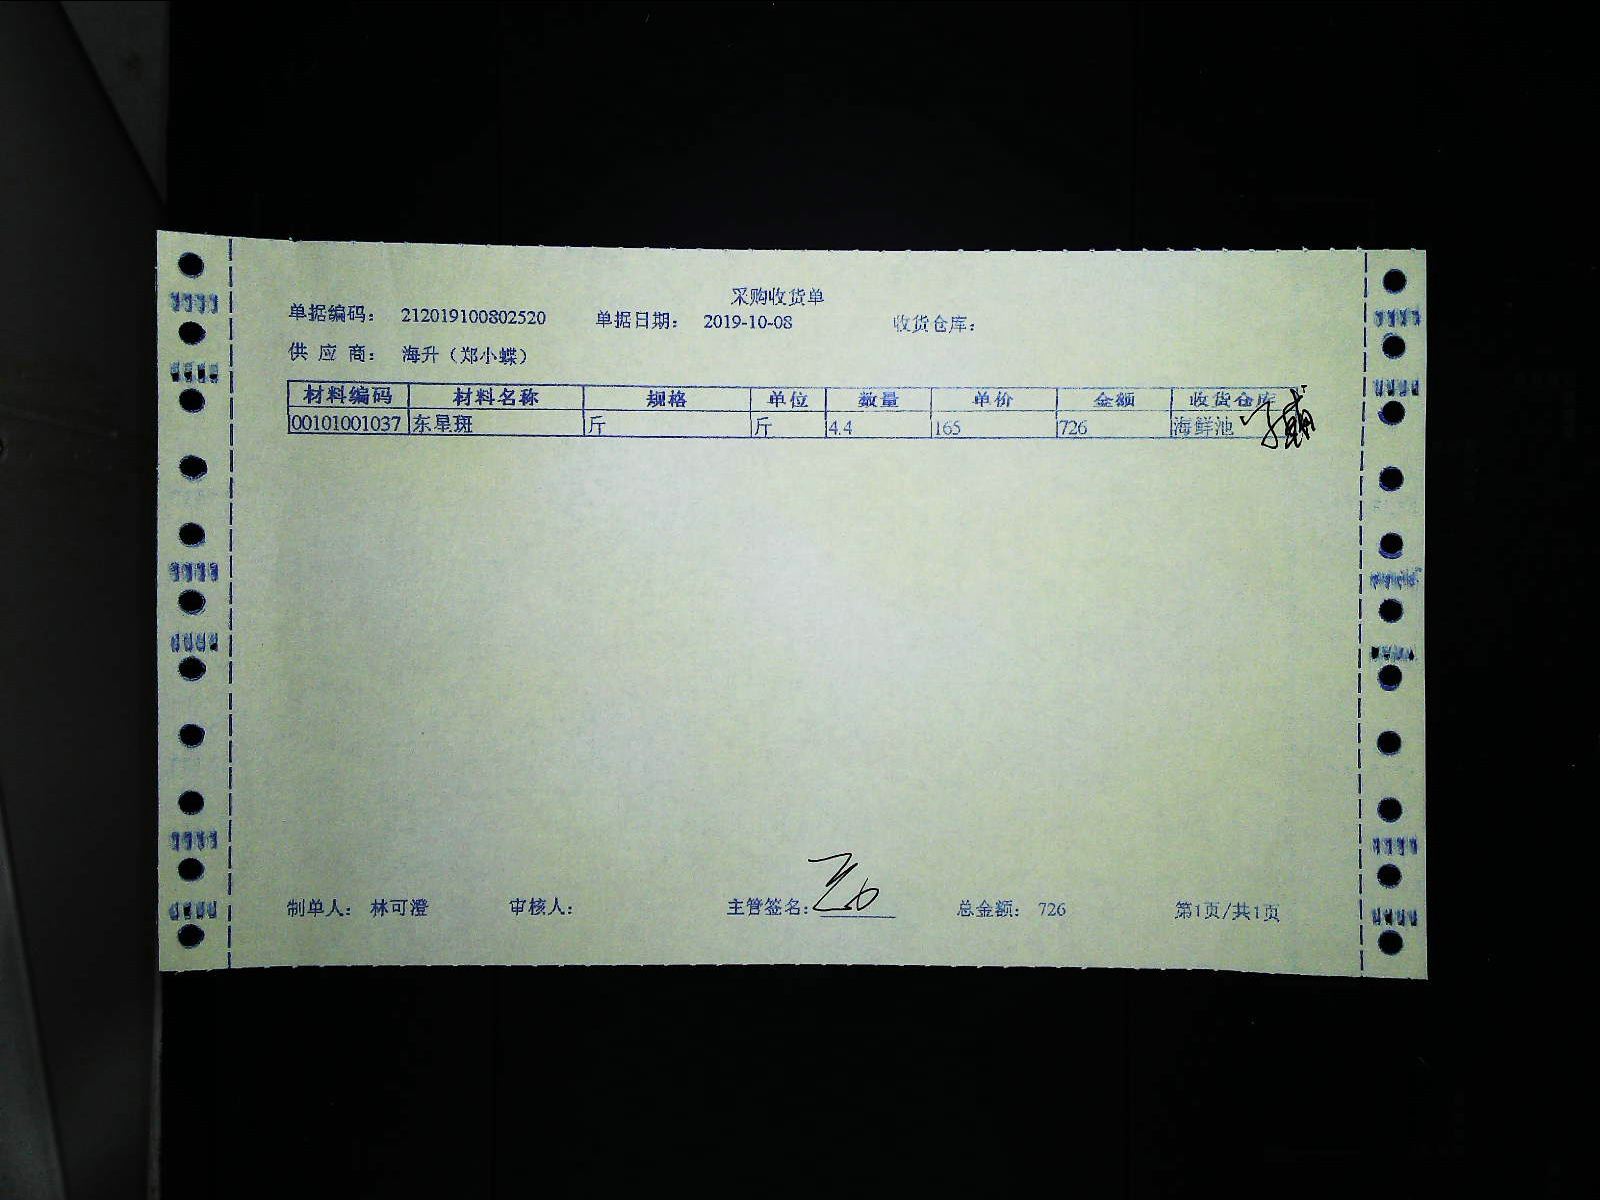 采购收货单
单据编码： 212019100802520 单据日期： 2019-10-08 收货仓库：
供 应 商： 海升（郑小蝶）
材料编码 材料名称 规格 单位 数量 单价 金额 收货仓库
00101001037 东星斑 斤 斤 4.4 165 726 海鲜池
制单人： 林可澄 审核人： 主管签名： 总金额： 726 第1页/共1页